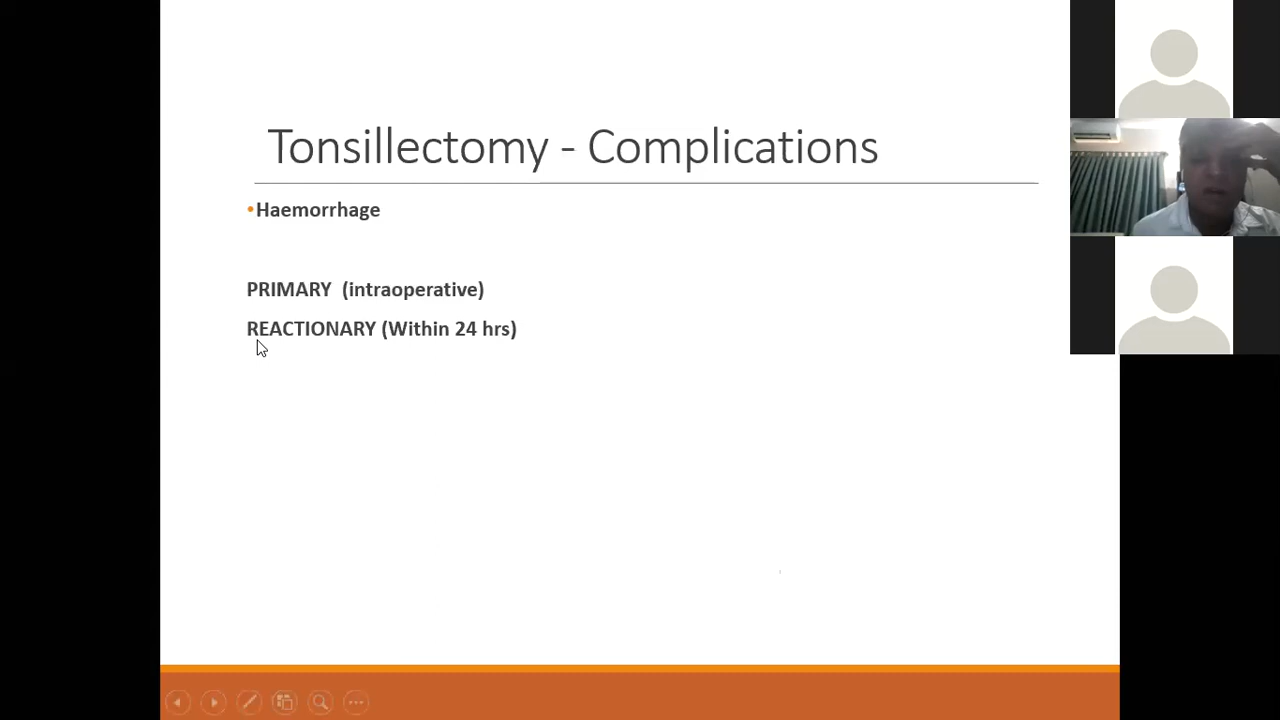 Tonsillectomy - Complications
•Haemorrhage
PRIMARY (intraoperative)
REACTIONARY (Within 24 hrs)